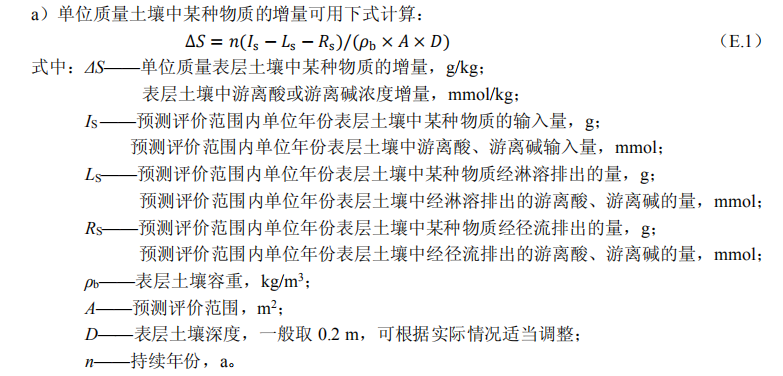 a）单位质量土壤中某种物质的增量可用下式计算：
ΔS = n(Is − Ls − Rs)/(ρb × A × D) （E.1）
式中：ΔS——单位质量表层土壤中某种物质的增量，g/kg；
表层土壤中游离酸或游离碱浓度增量，mmol/kg；
IS——预测评价范围内单位年份表层土壤中某种物质的输入量，g；
预测评价范围内单位年份表层土壤中游离酸、游离碱输入量，mmol；
LS——预测评价范围内单位年份表层土壤中某种物质经淋溶排出的量，g；
预测评价范围内单位年份表层土壤中经淋溶排出的游离酸、游离碱的量，mmol；
RS——预测评价范围内单位年份表层土壤中某种物质经径流排出的量，g；
预测评价范围内单位年份表层土壤中经径流排出的游离酸、游离碱的量，mmol；
ρb——表层土壤容重，kg/m³；
A——预测评价范围，m²；
D——表层土壤深度，一般取 0.2 m，可根据实际情况适当调整；
n——持续年份，a。